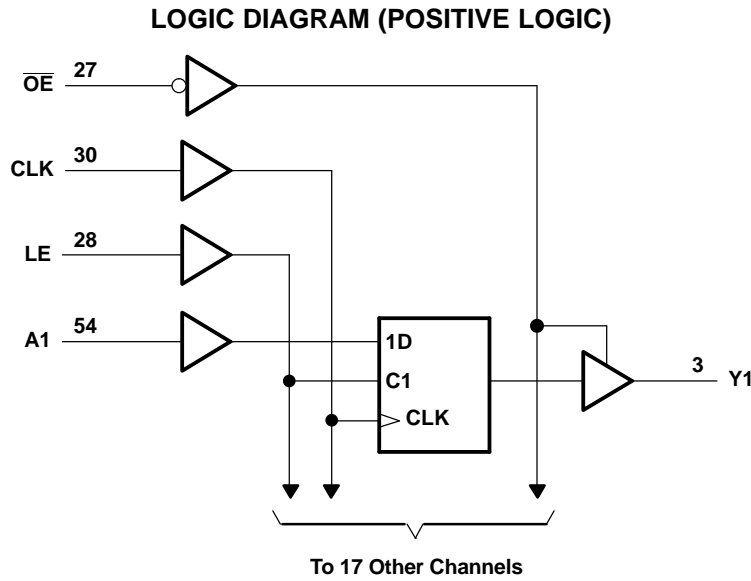 LOGIC DIAGRAM (POSITIVE LOGIC)
O̅E̅ 27
CLK 30
LE 28
A1 54
1D
C1
CLK
3 Y1
To 17 Other Channels